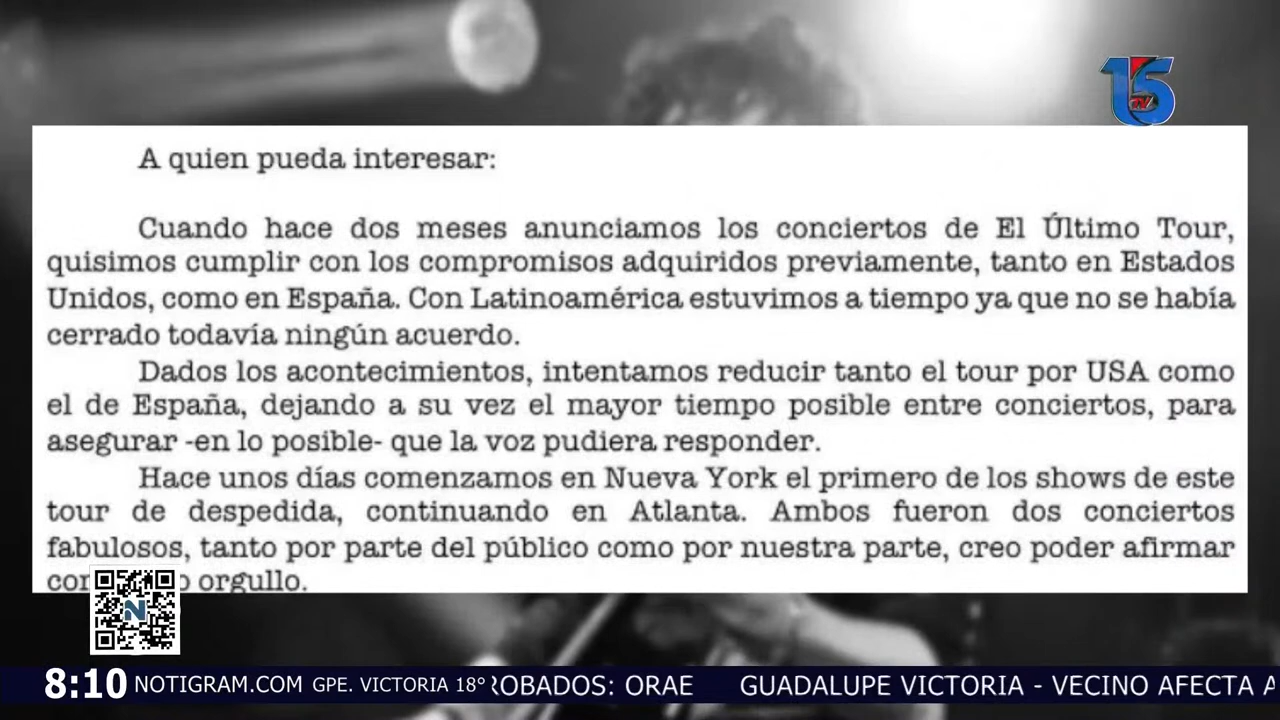 15
TV
A quien pueda interesar:
Cuando hace dos meses anunciamos los conciertos de El Último Tour,
quisimos cumplir con los compromisos adquiridos previamente, tanto en Estados
Unidos, como en España. Con Latinoamérica estuvimos a tiempo ya que no se había
cerrado todavía ningún acuerdo.
Dados los acontecimientos, intentamos reducir tanto el tour por USA como
el de España, dejando a su vez el mayor tiempo posible entre conciertos, para
asegurar -en lo posible- que la voz pudiera responder.
Hace unos días comenzamos en Nueva York el primero de los shows de este
tour de despedida, continuando en Atlanta. Ambos fueron dos conciertos
fabulosos, tanto por parte del público como por nuestra parte, creo poder afirmar
orgullo.
N
8:10 NOTIGRAM.COM GPE. VICTORIA 18° ROBADOS: ORAE GUADALUPE VICTORIA - VECINO AFECTA A